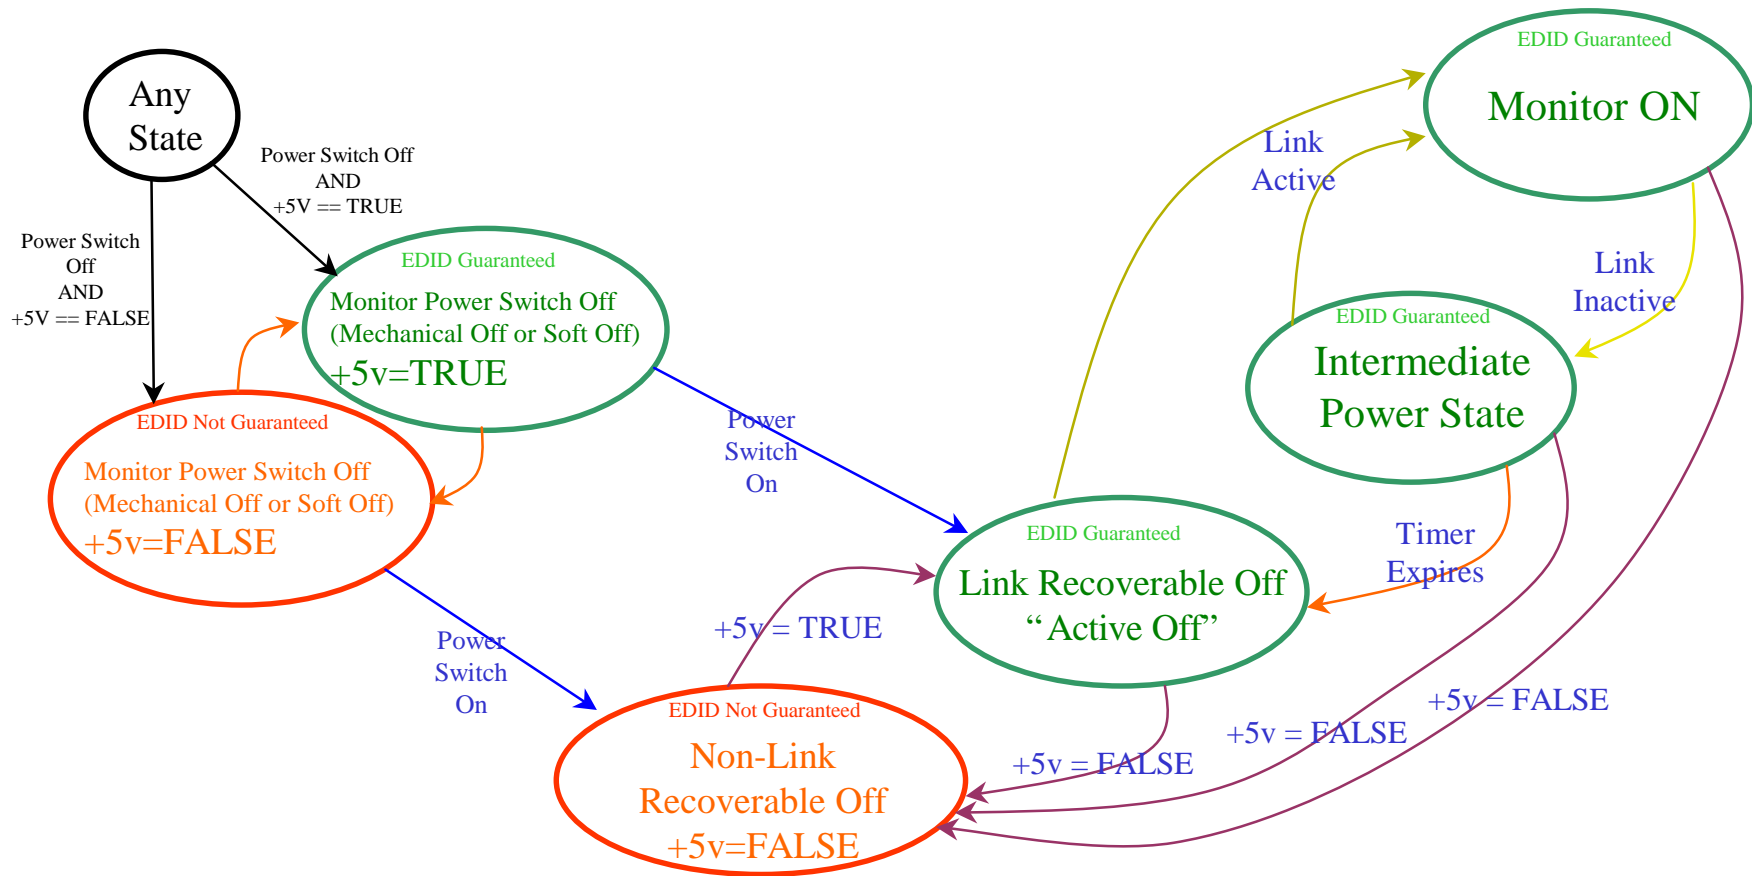 EDID Guaranteed
Monitor ON
Any
State
Power Switch Off
AND
+5V == TRUE
Link
Active
Power Switch
Off
AND
+5V == FALSE
EDID Guaranteed
Monitor Power Switch Off
(Mechanical Off or Soft Off)
+5v=TRUE
Link
Inactive
EDID Guaranteed
Intermediate
Power State
EDID Not Guaranteed
Monitor Power Switch Off
(Mechanical Off or Soft Off)
+5v=FALSE
Power
Switch
On
EDID Guaranteed
Link Recoverable Off
“Active Off”
Timer
Expires
+5v = TRUE
Power
Switch
On
EDID Not Guaranteed
Non-Link
Recoverable Off
+5v=FALSE
+5v = FALSE
+5v = FALSE
+5v = FALSE